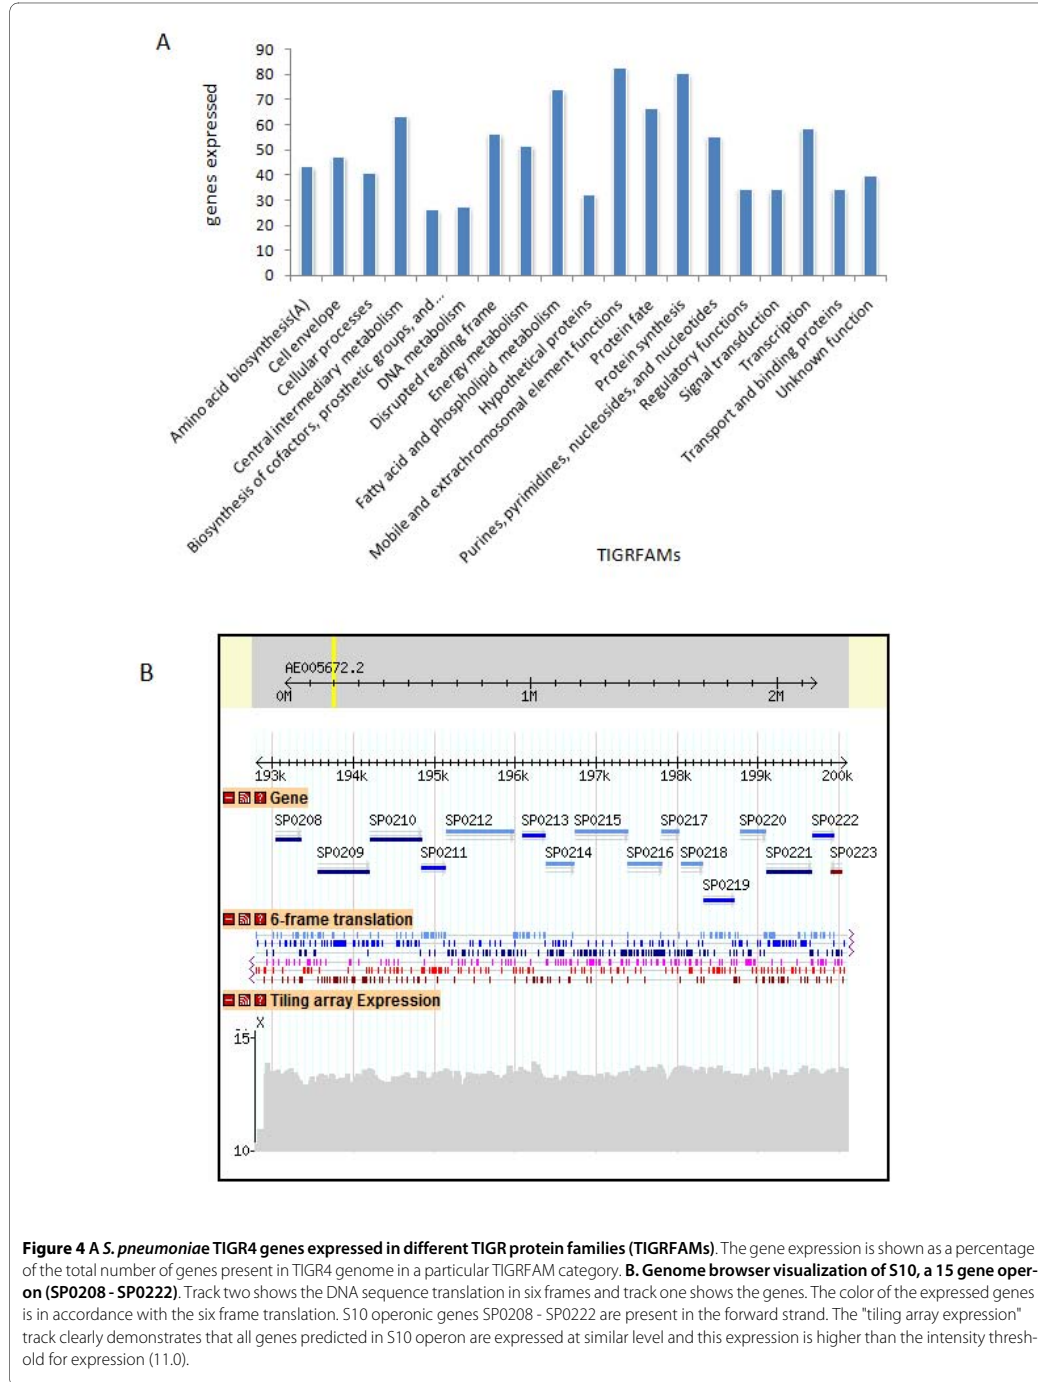 A
genes expressed
90
80
70
60
50
40
30
20
10
0
Amino acid biosynthesis(A)
Cell envelope
Cellular processes
Central intermediary metabolism
Biosynthesis of cofactors, prosthetic groups, and...
DNA metabolism
Disrupted reading frame
Energy metabolism
Fatty acid and phospholipid metabolism
Hypothetical proteins
Mobile and extrachromosomal element functions
Protein fate
Protein synthesis
Purines, pyrimidines, nucleosides, and nucleotides
Regulatory functions
Signal transduction
Transcription
Transport and binding proteins
Unknown function
TIGRFAMs
B
AE005672.2
0M 1M 2M
193k 194k 195k 196k 197k 198k 199k 200k
Gene
SP0208 SP0210 SP0212 SP0213 SP0215 SP0217 SP0220 SP0222
SP0209 SP0211 SP0214 SP0216 SP0218 SP0221 SP0223
SP0219
6-frame translation
Tiling array Expression
X
15
10
Figure 4 A S. pneumoniae TIGR4 genes expressed in different TIGR protein families (TIGRFAMs). The gene expression is shown as a percentage
of the total number of genes present in TIGR4 genome in a particular TIGRFAM category. B. Genome browser visualization of S10, a 15 gene oper-
on (SP0208 - SP0222). Track two shows the DNA sequence translation in six frames and track one shows the genes. The color of the expressed genes
is in accordance with the six frame translation. S10 operonic genes SP0208 - SP0222 are present in the forward strand. The "tiling array expression"
track clearly demonstrates that all genes predicted in S10 operon are expressed at similar level and this expression is higher than the intensity thresh-
old for expression (11.0).